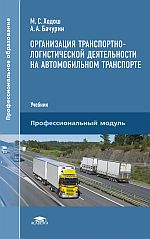 Профессиональное образование
М. С. Ходош
А. А. Бачурин
ОРГАНИЗАЦИЯ ТРАНСПОРТНО-
ЛОГИСТИЧЕСКОЙ ДЕЯТЕЛЬНОСТИ
НА АВТОМОБИЛЬНОМ ТРАНСПОРТЕ
Учебник
Профессиональный модуль